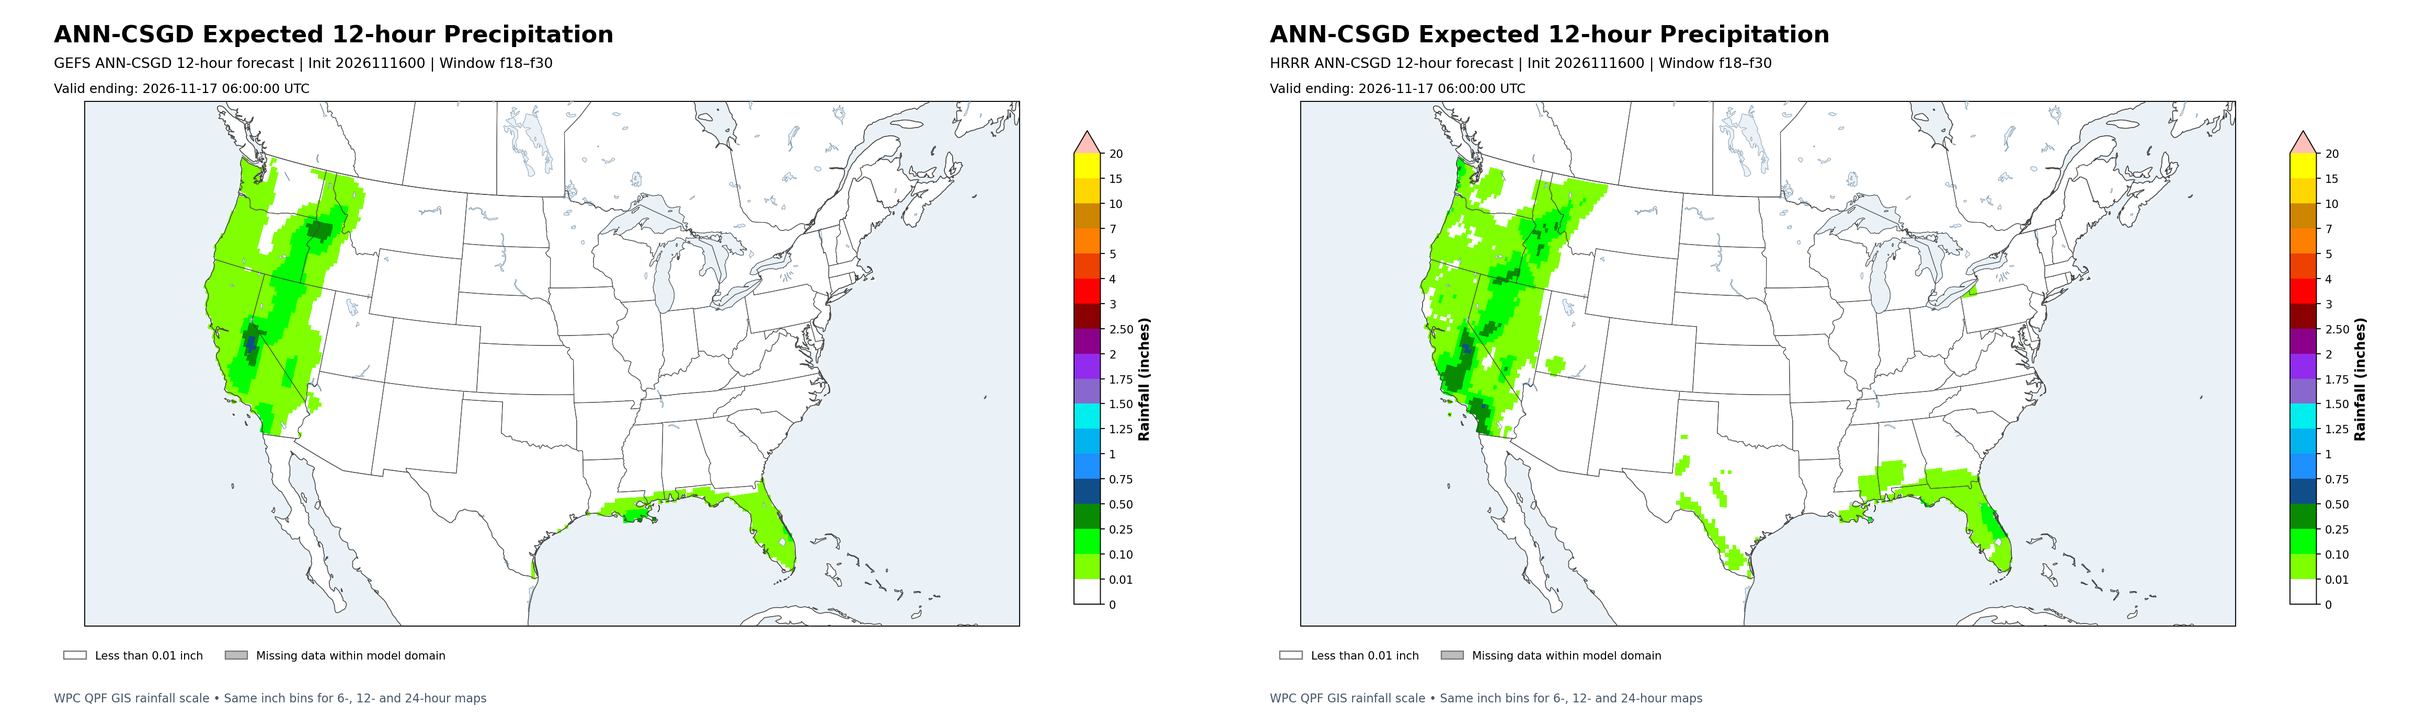 ANN-CSGD Expected 12-hour Precipitation
GEFS ANN-CSGD 12-hour forecast | Init 2026111600 | Window f18–f30
Valid ending: 2026-11-17 06:00:00 UTC
20
15
10
7
5
4
3
2.50
2
1.75
1.50
1.25
1
0.75
0.50
0.25
0.10
0.01
0
Rainfall (inches)
Less than 0.01 inch
Missing data within model domain
WPC QPF GIS rainfall scale • Same inch bins for 6-, 12- and 24-hour maps
ANN-CSGD Expected 12-hour Precipitation
HRRR ANN-CSGD 12-hour forecast | Init 2026111600 | Window f18–f30
Valid ending: 2026-11-17 06:00:00 UTC
20
15
10
7
5
4
3
2.50
2
1.75
1.50
1.25
1
0.75
0.50
0.25
0.10
0.01
0
Rainfall (inches)
Less than 0.01 inch
Missing data within model domain
WPC QPF GIS rainfall scale • Same inch bins for 6-, 12- and 24-hour maps